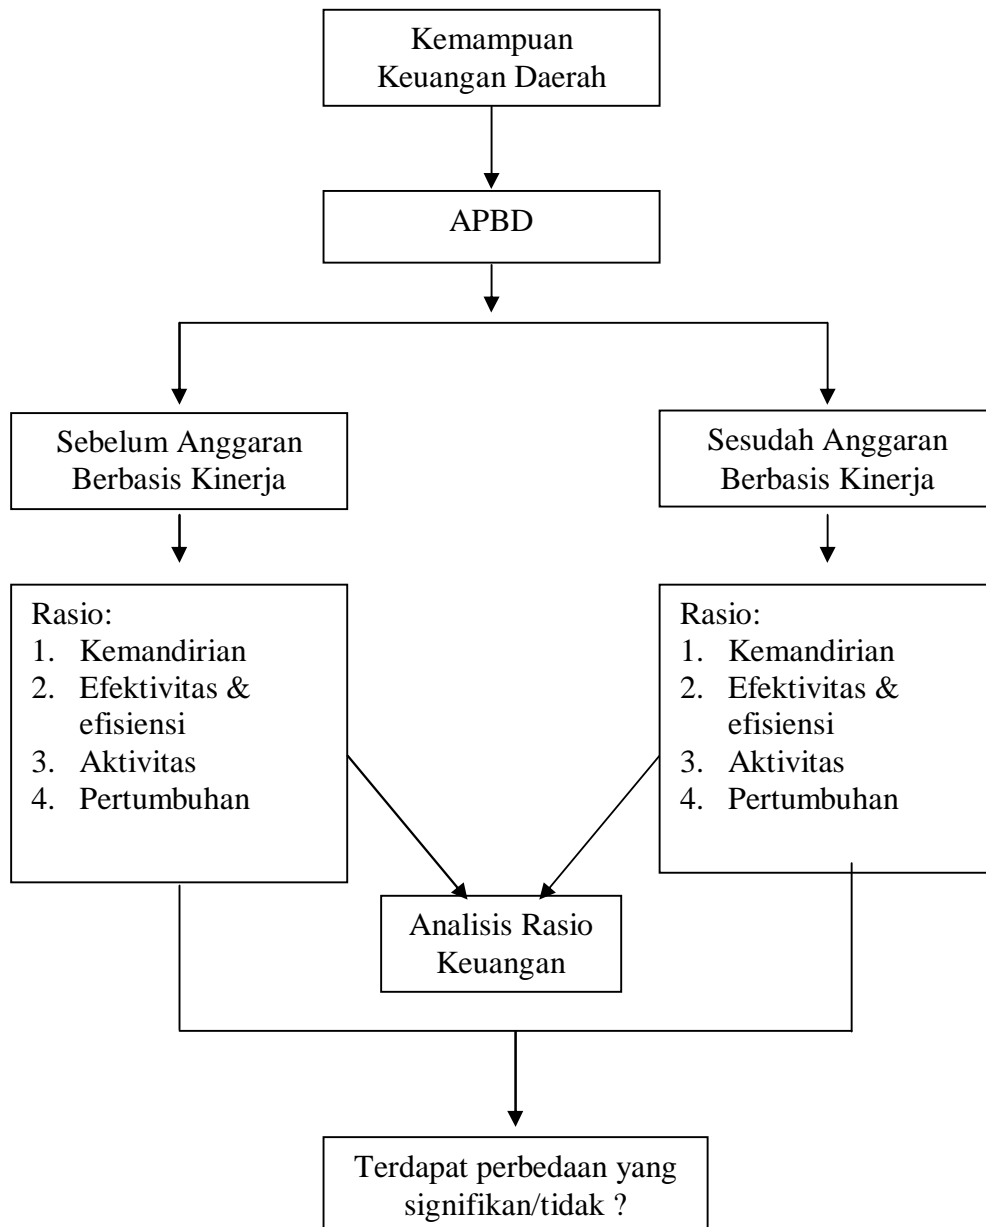 Kemampuan
Keuangan Daerah
APBD
Sebelum Anggaran
Berbasis Kinerja
Sesudah Anggaran
Berbasis Kinerja
Rasio:
1. Kemandirian
2. Efektivitas &
efisiensi
3. Aktivitas
4. Pertumbuhan
Rasio:
1. Kemandirian
2. Efektivitas &
efisiensi
3. Aktivitas
4. Pertumbuhan
Analisis Rasio
Keuangan
Terdapat perbedaan yang
signifikan/tidak ?